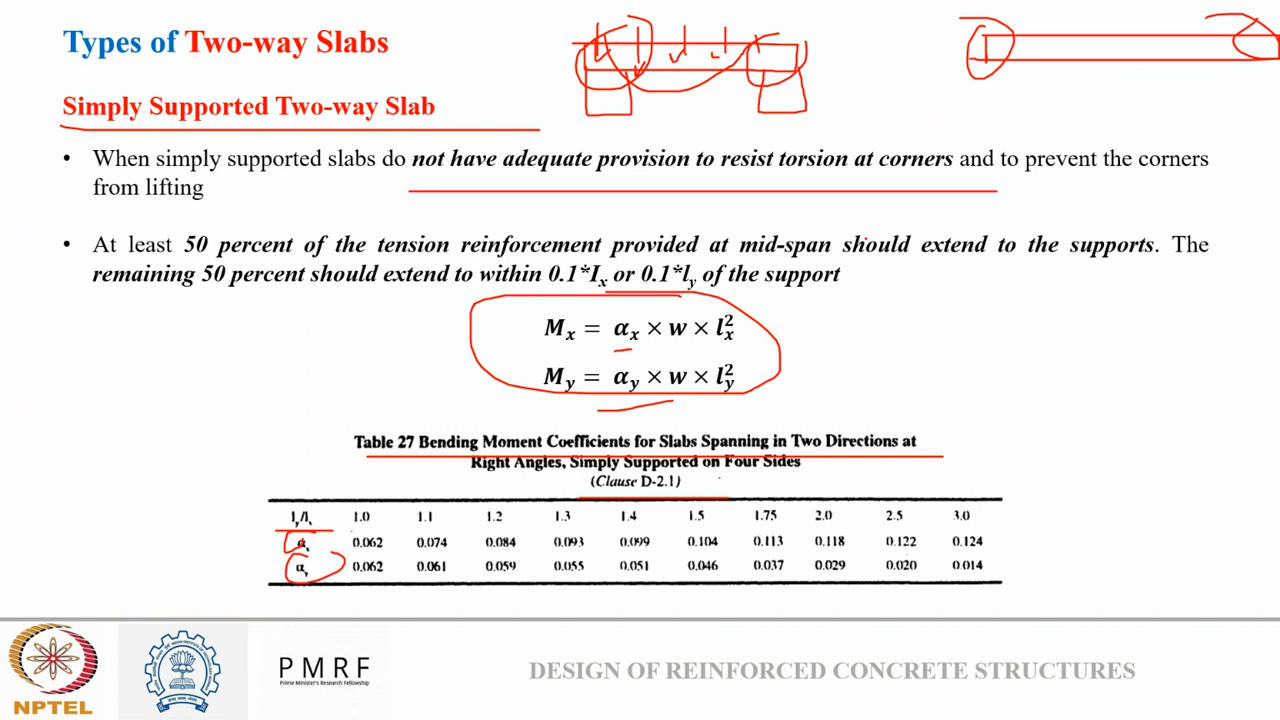 Types of Two-way Slabs
Simply Supported Two-way Slab
• When simply supported slabs do not have adequate provision to resist torsion at corners and to prevent the corners
from lifting
• At least 50 percent of the tension reinforcement provided at mid-span should extend to the supports. The
remaining 50 percent should extend to within 0.1*Iₓ or 0.1*lᵧ of the support
Mₓ = αₓ × w × lₓ²
Mᵧ = αᵧ × w × lᵧ²
Table 27 Bending Moment Coefficients for Slabs Spanning in Two Directions at
Right Angles, Simply Supported on Four Sides
(Clause D-2.1)
lᵧ/lₓ 1.0 1.1 1.2 1.3 1.4 1.5 1.75 2.0 2.5 3.0
αₓ 0.062 0.074 0.084 0.093 0.099 0.104 0.113 0.118 0.122 0.124
αᵧ 0.062 0.061 0.059 0.055 0.051 0.046 0.037 0.029 0.020 0.014
NPTEL
PMRF
Prime Minister's Research Fellowship
DESIGN OF REINFORCED CONCRETE STRUCTURES